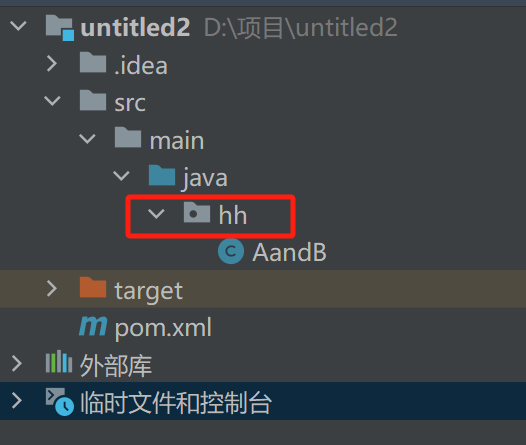 untitled2 D:\项目\untitled2
.idea
src
main
java
hh
C AandB
target
m pom.xml
外部库
临时文件和控制台